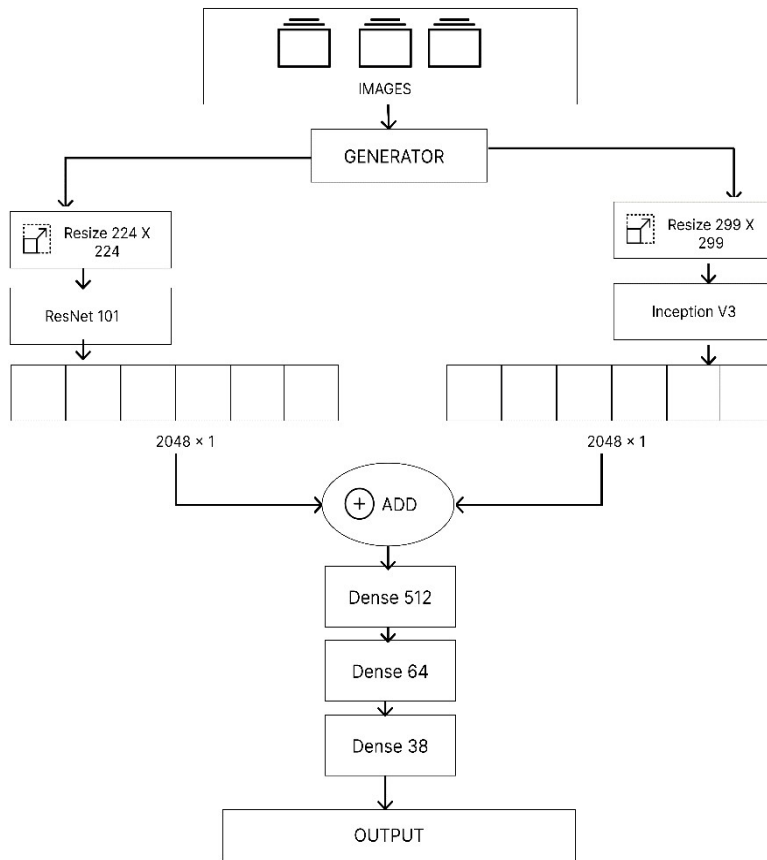 IMAGES
GENERATOR
Resize 224 X
224
Resize 299 X
299
ResNet 101
Inception V3
2048 × 1
2048 × 1
ADD
Dense 512
Dense 64
Dense 38
OUTPUT